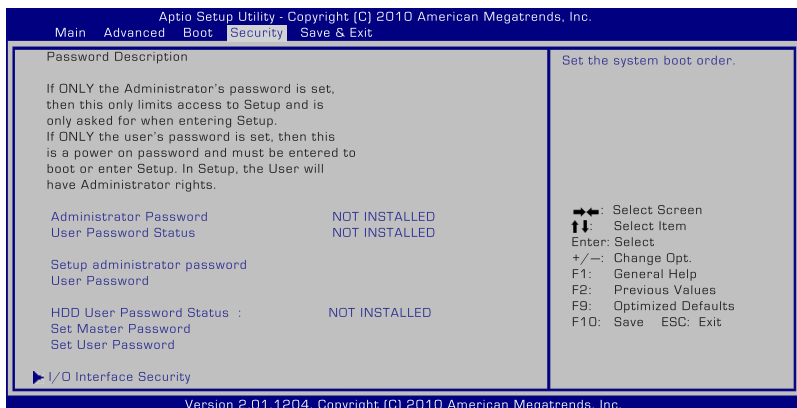 Aptio Setup Utility - Copyright (C) 2010 American Megatrends, Inc.
Main Advanced Boot Security Save & Exit
Password Description
If ONLY the Administrator's password is set,
then this only limits access to Setup and is
only asked for when entering Setup.
If ONLY the user's password is set, then this
is a power on password and must be entered to
boot or enter Setup. In Setup, the User will
have Administrator rights.
Administrator Password NOT INSTALLED
User Password Status NOT INSTALLED
Setup administrator password
User Password
HDD User Password Status : NOT INSTALLED
Set Master Password
Set User Password
I/O Interface Security
Set the system boot order.
→←: Select Screen
↑↓: Select Item
Enter: Select
+/—: Change Opt.
F1: General Help
F2: Previous Values
F9: Optimized Defaults
F10: Save ESC: Exit
Version 2.01.1204. Copyright (C) 2010 American Megatrends, Inc.